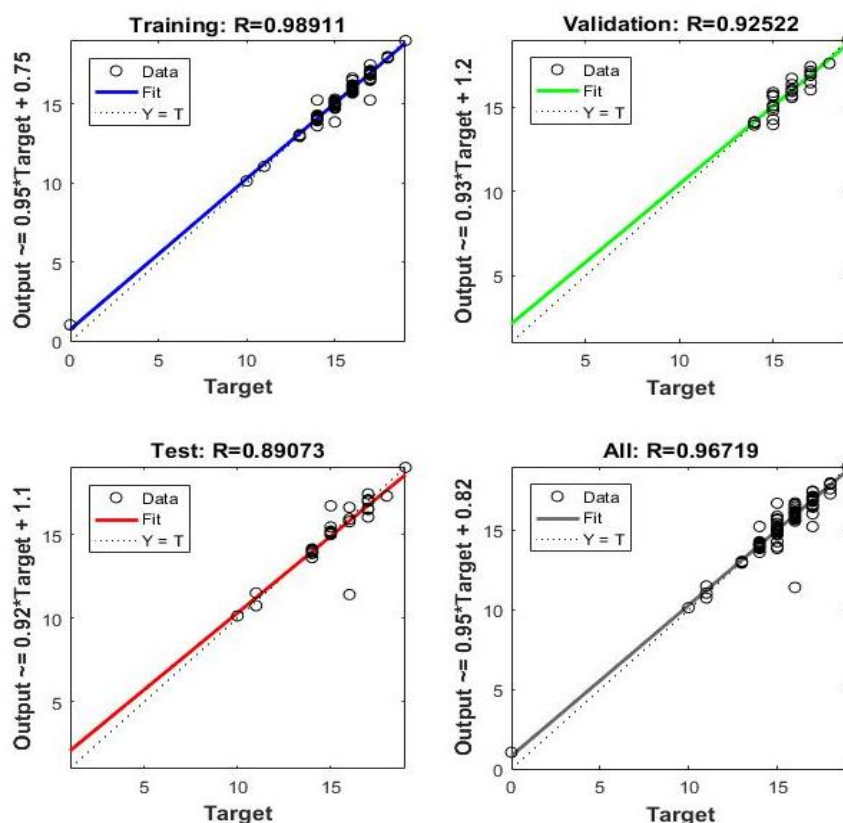 Training: R=0.98911
Output ~= 0.95*Target + 0.75
Data
Fit
Y = T
15
10
5
0
0
5
10
15
Target
Validation: R=0.92522
Output ~= 0.93*Target + 1.2
Data
Fit
Y = T
15
10
5
5
10
15
Target
Test: R=0.89073
Output ~= 0.92*Target + 1.1
Data
Fit
Y = T
15
10
5
5
10
15
Target
All: R=0.96719
Output ~= 0.95*Target + 0.82
Data
Fit
Y = T
15
10
5
0
0
5
10
15
Target